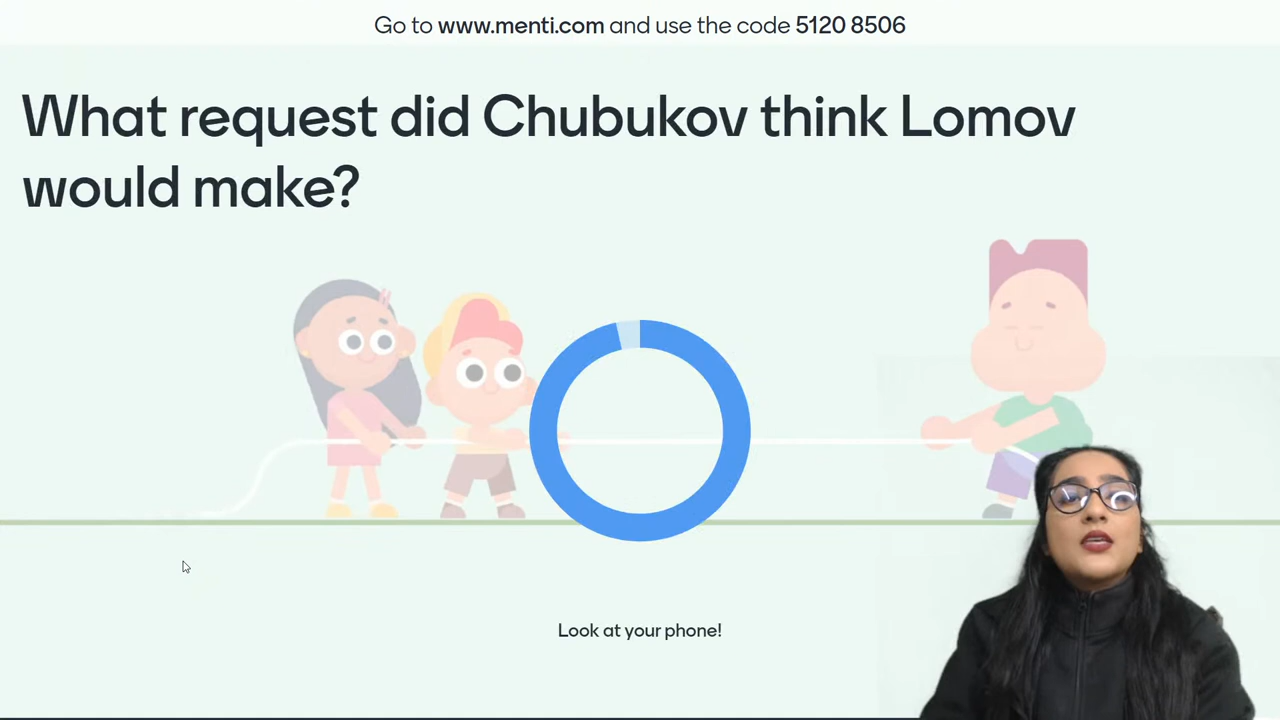 Go to www.menti.com and use the code 5120 8506
What request did Chubukov think Lomov
would make?
Look at your phone!